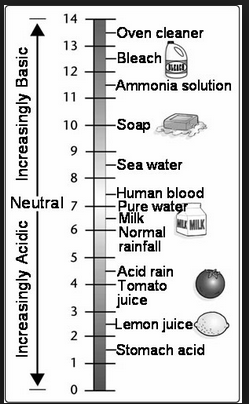 14
Oven cleaner
13
Bleach
BLEACH
12
Ammonia solution
11
10
Soap
9
Sea water
8
Human blood
7
Pure water
Milk
MILK MILK
6
Normal
rainfall
5
Acid rain
4
Tomato
juice
3
Lemon juice
2
Stomach acid
1
0
Increasingly Basic
Neutral
Increasingly Acidic